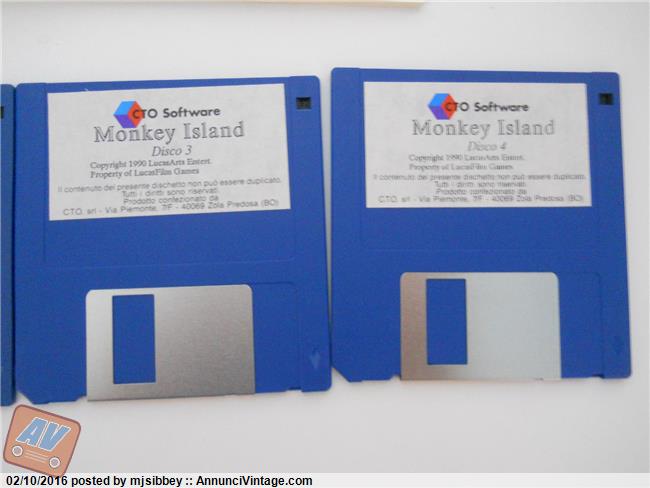 CTO Software
Monkey Island
Disco 3
Copyright 1990 LucasArts Entert.
Property of LucasFilm Games
Il contenuto del presente dischetto non può essere duplicato.
Tutti i diritti sono riservati.
Prodotto confezionato da
C.T.O. srl - Via Piemonte, 7/F - 40069 Zola Predosa (BO)
CTO Software
Monkey Island
Disco 4
Copyright 1990 LucasArts Entert.
Property of LucasFilm Games
Il contenuto del presente dischetto non può essere duplicato.
Tutti i diritti sono riservati.
Prodotto confezionato da
C.T.O. srl - Via Piemonte, 7/F - 40069 Zola Predosa (BO)
AV
02/10/2016 posted by mjsibbey :: AnnunciVintage.com